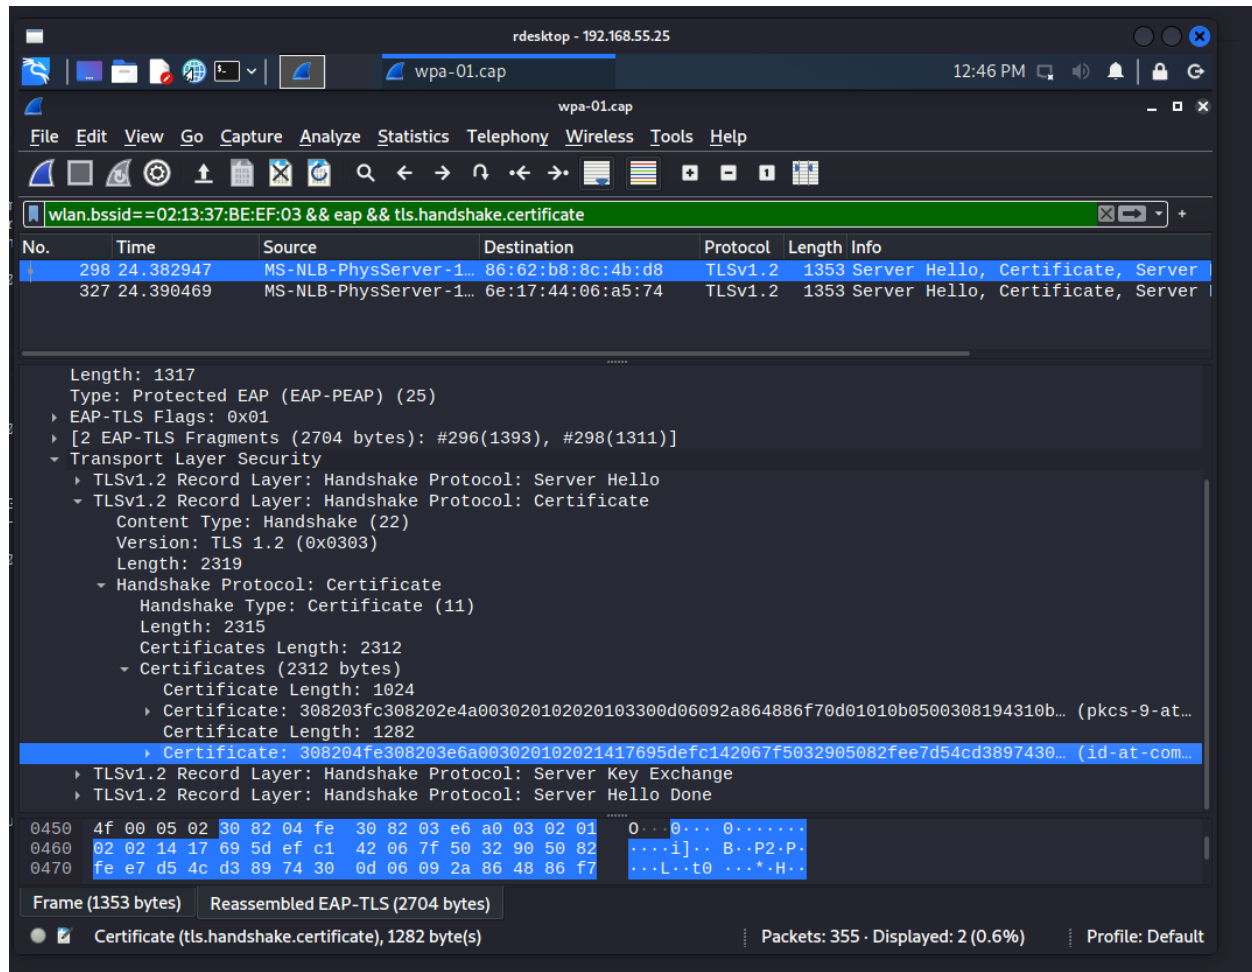 rdesktop - 192.168.55.25
wpa-01.cap
12:46 PM
wpa-01.cap
File Edit View Go Capture Analyze Statistics Telephony Wireless Tools Help
wlan.bssid==02:13:37:BE:EF:03 && eap && tls.handshake.certificate
No. Time Source Destination Protocol Length Info
298 24.382947 MS-NLB-PhysServer-1… 86:62:b8:8c:4b:d8 TLSv1.2 1353 Server Hello, Certificate, Server
327 24.390469 MS-NLB-PhysServer-1… 6e:17:44:06:a5:74 TLSv1.2 1353 Server Hello, Certificate, Server
Length: 1317
Type: Protected EAP (EAP-PEAP) (25)
EAP-TLS Flags: 0x01
[2 EAP-TLS Fragments (2704 bytes): #296(1393), #298(1311)]
Transport Layer Security
TLSv1.2 Record Layer: Handshake Protocol: Server Hello
TLSv1.2 Record Layer: Handshake Protocol: Certificate
Content Type: Handshake (22)
Version: TLS 1.2 (0x0303)
Length: 2319
Handshake Protocol: Certificate
Handshake Type: Certificate (11)
Length: 2315
Certificates Length: 2312
Certificates (2312 bytes)
Certificate Length: 1024
Certificate: 308203fc308202e4a003020102020103300d06092a864886f70d01010b0500308194310b… (pkcs-9-at…
Certificate Length: 1282
Certificate: 308204fe308203e6a003020102021417695defc142067f5032905082fee7d54cd3897430… (id-at-com…
TLSv1.2 Record Layer: Handshake Protocol: Server Key Exchange
TLSv1.2 Record Layer: Handshake Protocol: Server Hello Done
0450 4f 00 05 02 30 82 04 fe 30 82 03 e6 a0 03 02 01 O···0··· 0·······
0460 02 02 14 17 69 5d ef c1 42 06 7f 50 32 90 50 82 ····i]·· B··P2·P·
0470 fe e7 d5 4c d3 89 74 30 0d 06 09 2a 86 48 86 f7 ···L··t0 ···*·H··
Frame (1353 bytes) Reassembled EAP-TLS (2704 bytes)
Certificate (tls.handshake.certificate), 1282 byte(s) Packets: 355 · Displayed: 2 (0.6%) Profile: Default